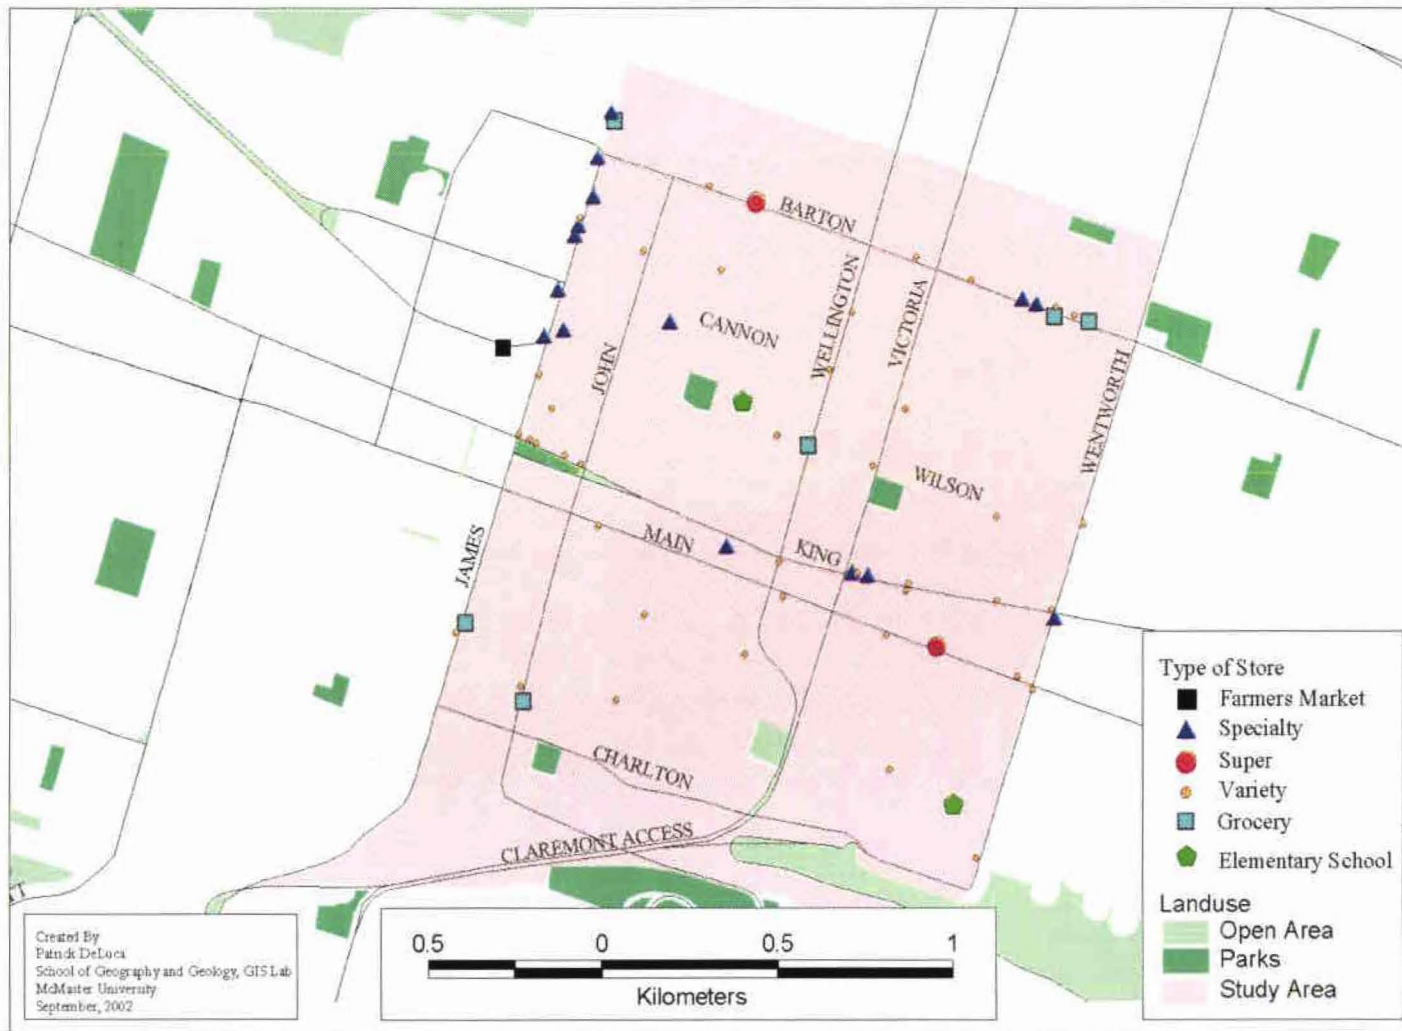 BARTON
CANNON
WELLINGTON
VICTORIA
JOHN
WENTWORTH
WILSON
MAIN
KING
JAMES
CHARLTON
CLAREMONT ACCESS
TT
Type of Store
Farmers Market
Specialty
Super
Variety
Grocery
Elementary School
Landuse
Open Area
Parks
Study Area
Created By
Patrick DeLuca
School of Geography and Geology, GIS Lab
McMaster University
September, 2002
0.5 0 0.5 1
Kilometers